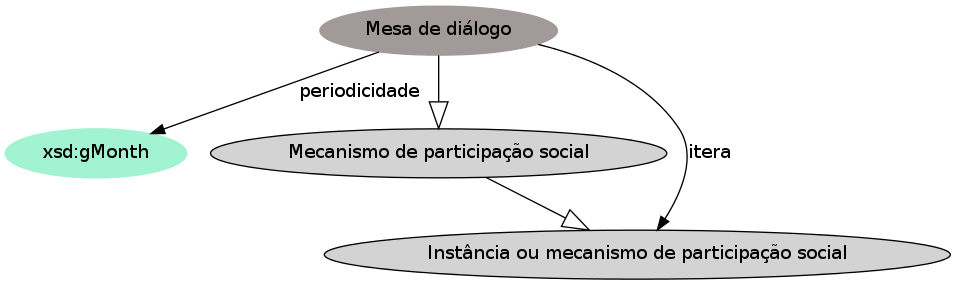 Mesa de diálogo
periodicidade
xsd:gMonth
Mecanismo de participação social
itera
Instância ou mecanismo de participação social